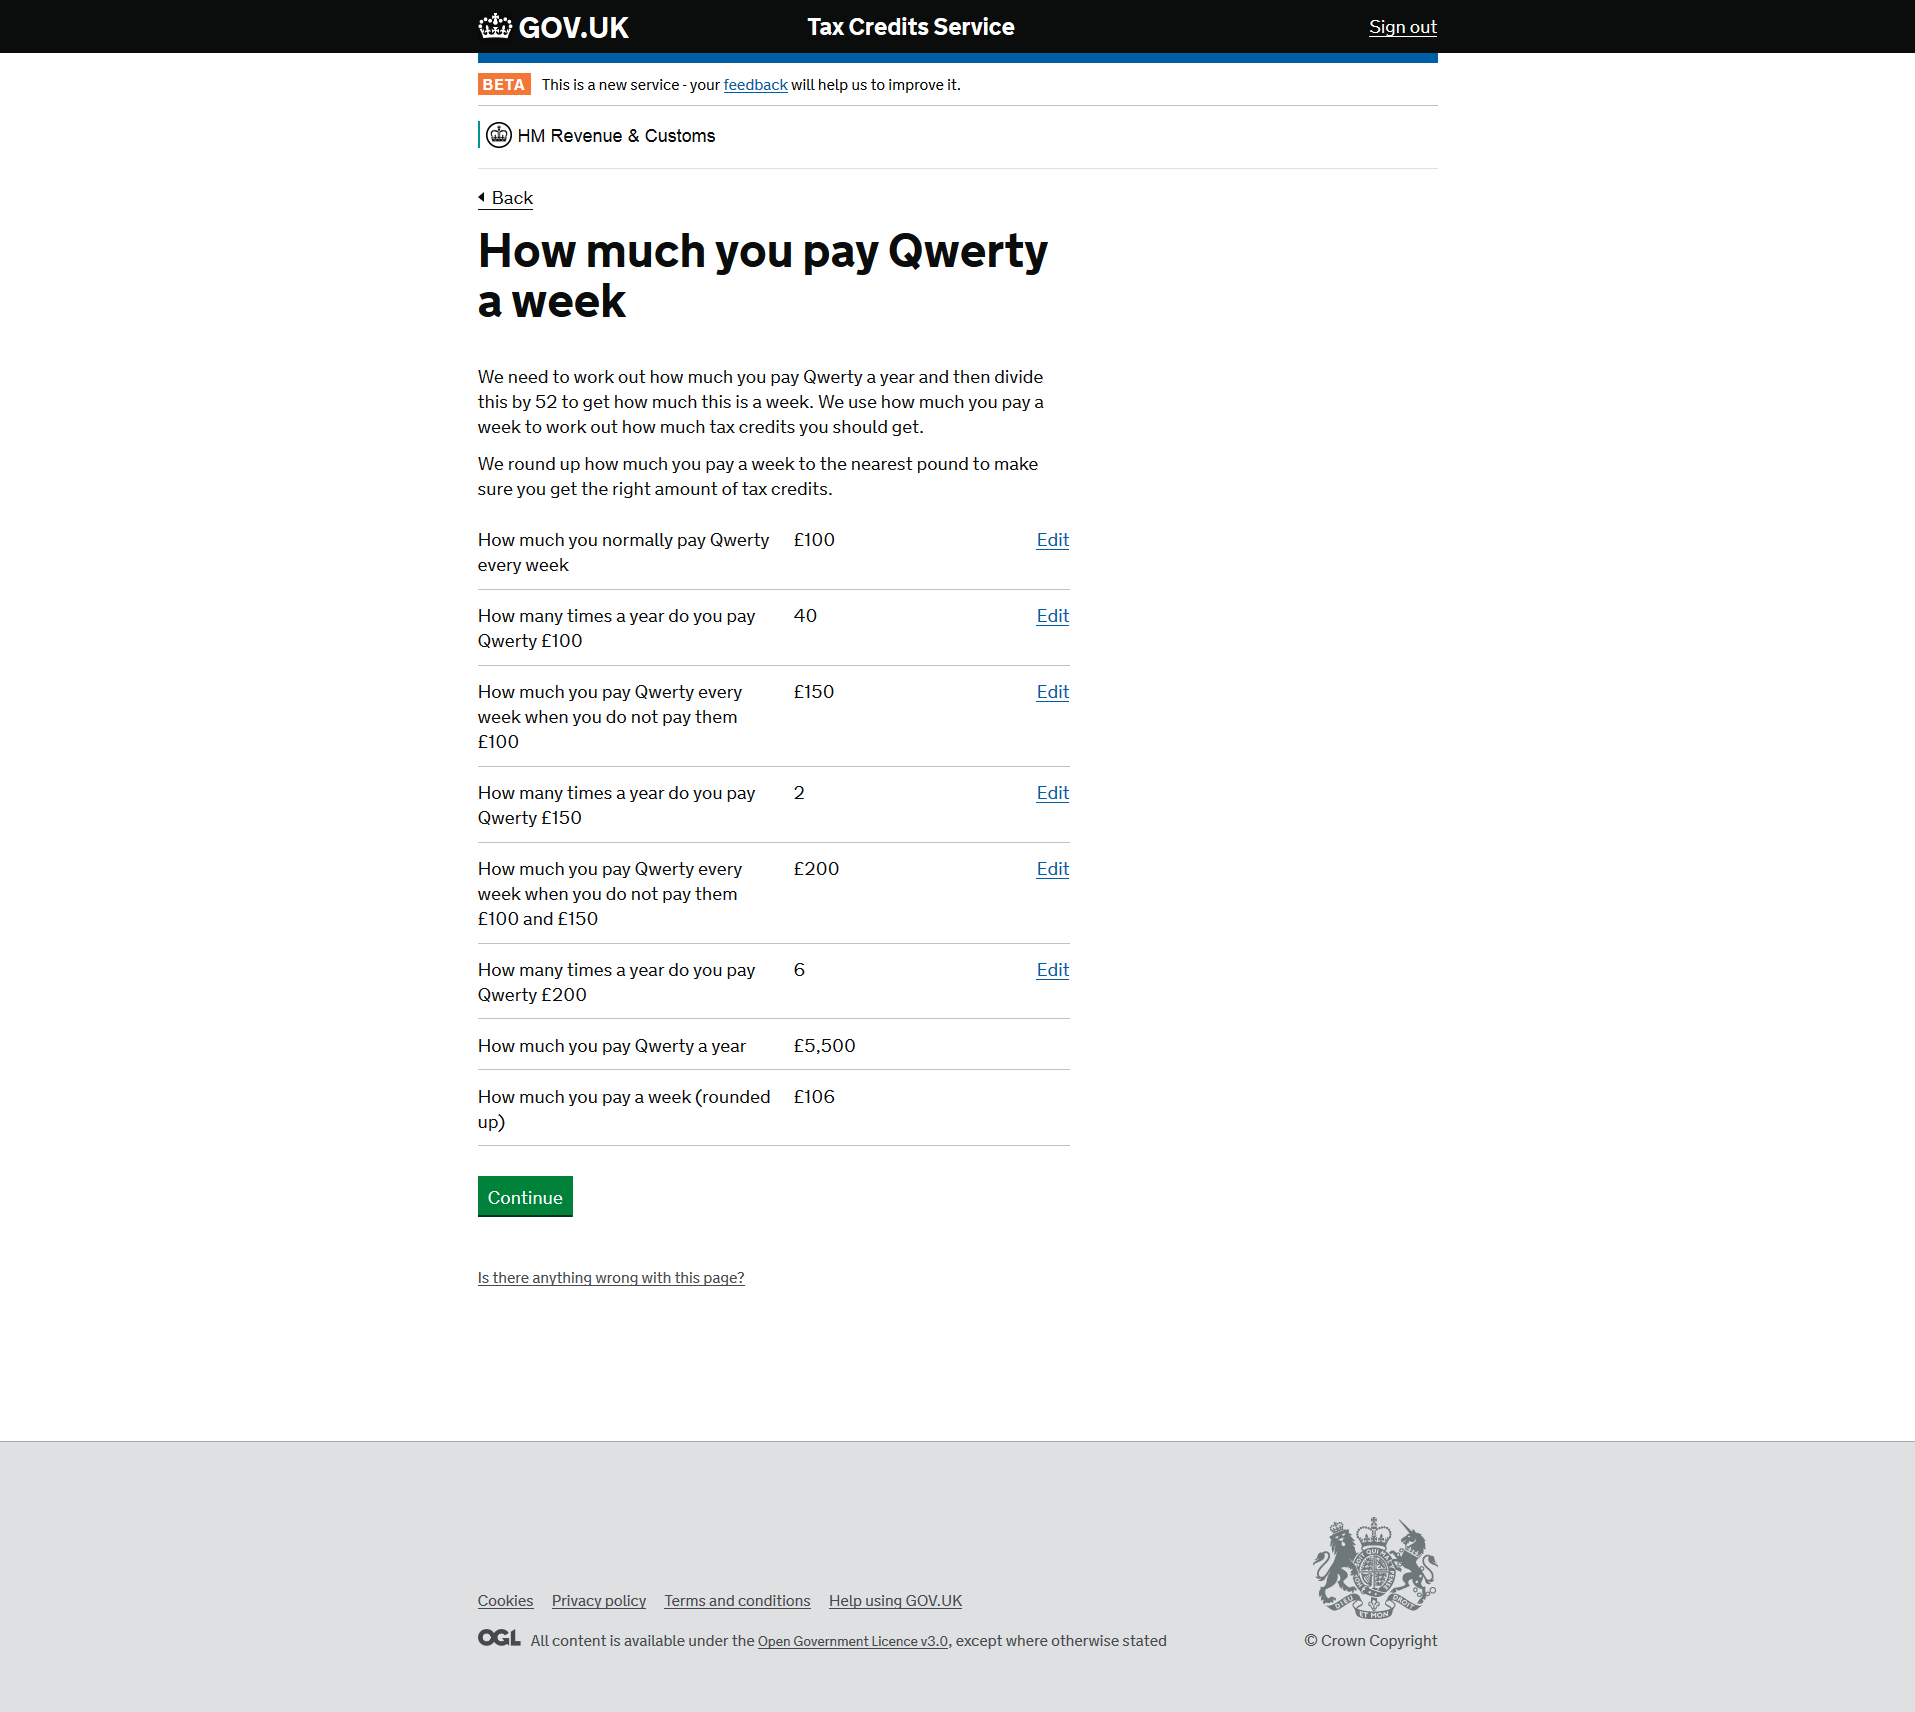 GOV.UK
Tax Credits Service
Sign out
BETA This is a new service - your feedback will help us to improve it.
HM Revenue & Customs
Back
How much you pay Qwerty
a week
We need to work out how much you pay Qwerty a year and then divide
this by 52 to get how much this is a week. We use how much you pay a
week to work out how much tax credits you should get.
We round up how much you pay a week to the nearest pound to make
sure you get the right amount of tax credits.
How much you normally pay Qwerty £100 Edit
every week
How many times a year do you pay 40 Edit
Qwerty £100
How much you pay Qwerty every £150 Edit
week when you do not pay them
£100
How many times a year do you pay 2 Edit
Qwerty £150
How much you pay Qwerty every £200 Edit
week when you do not pay them
£100 and £150
How many times a year do you pay 6 Edit
Qwerty £200
How much you pay Qwerty a year £5,500
How much you pay a week (rounded £106
up)
Continue
Is there anything wrong with this page?
Cookies Privacy policy Terms and conditions Help using GOV.UK
OGL All content is available under the Open Government Licence v3.0, except where otherwise stated
© Crown Copyright